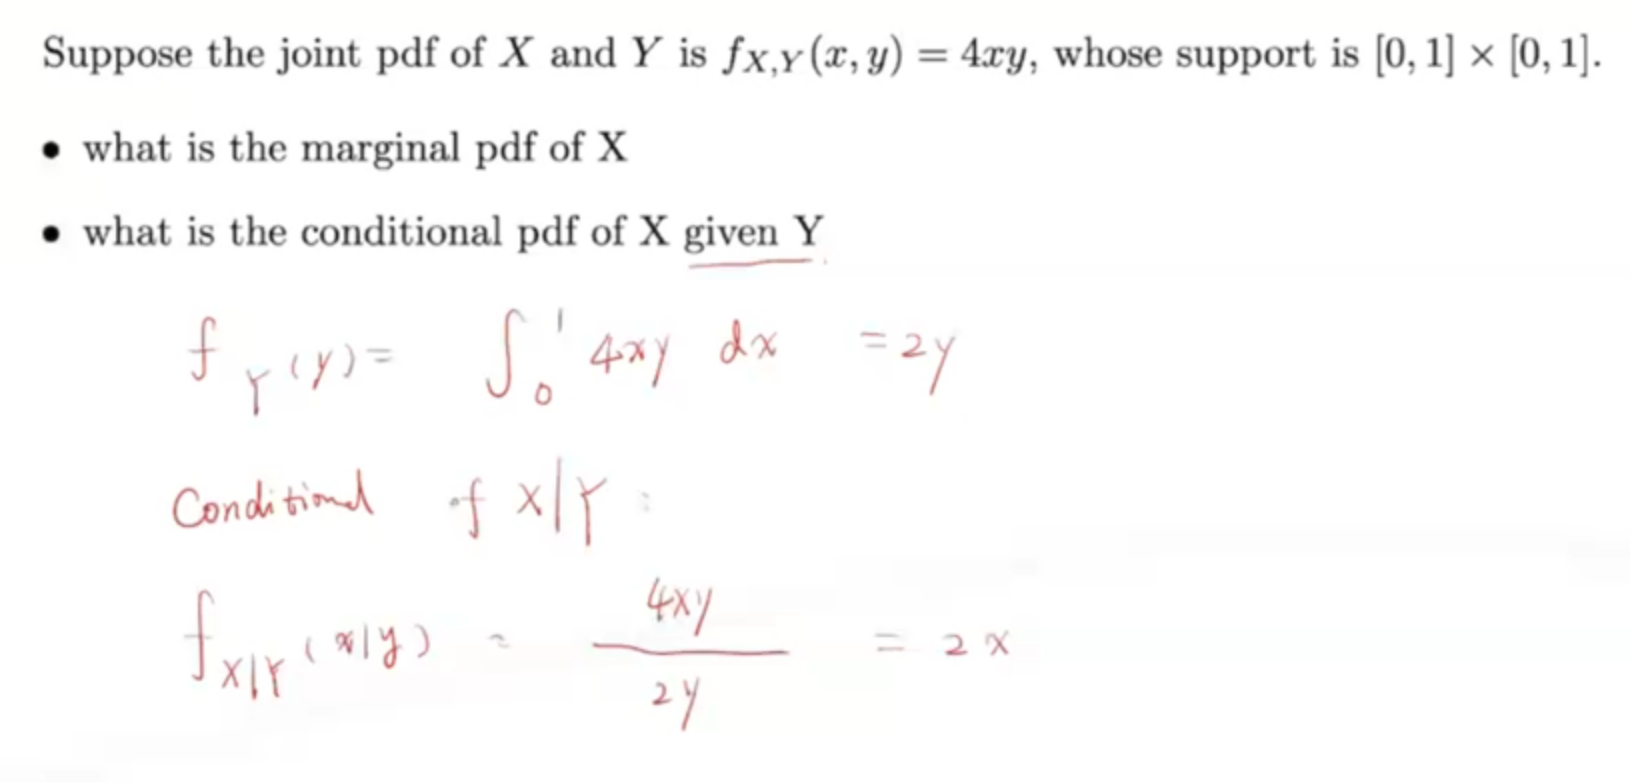 Suppose the joint pdf of X and Y is f_{X,Y}(x, y) = 4xy, whose support is [0, 1] × [0, 1].
• what is the marginal pdf of X
• what is the conditional pdf of X given Y
f_Y(y) = ∫_0^1 4xy dx = 2y
Conditional of X|Y :
f_{X|Y}(x|y) = \frac{4xy}{2y} = 2x